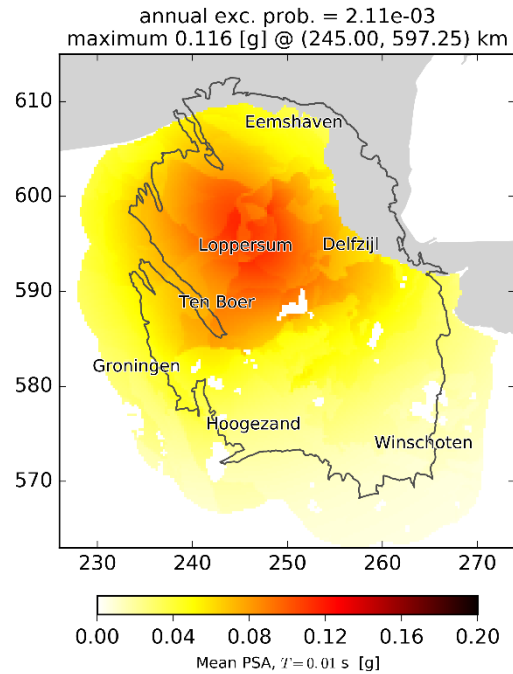 annual exc. prob. = 2.11e-03
maximum 0.116 [g] @ (245.00, 597.25) km
610
Eemshaven
600
Loppersum Delfzijl
590
Ten Boer
Groningen
580
Hoogezand
Winschoten
570
230 240 250 260 270
0.00 0.04 0.08 0.12 0.16 0.20
Mean PSA, T=0.01 s [g]